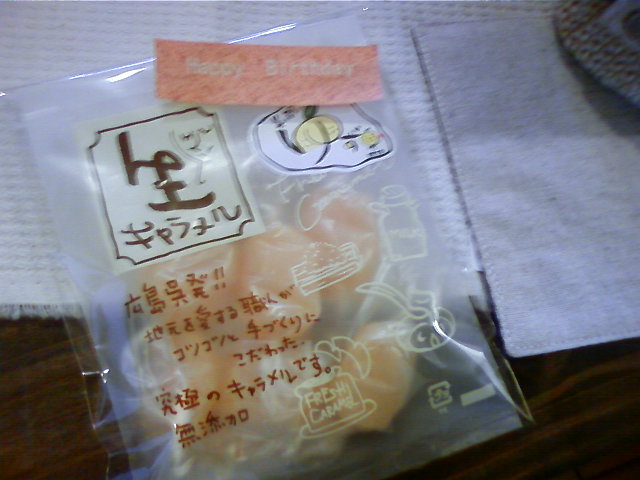 Happy Birthday
生
キャラメル
広島県発!!
地元を愛する職人が
コツコツと手づくりに
こだわった
究極のキャラメルです。
無添加
MILK
FRESH
CARAMEL